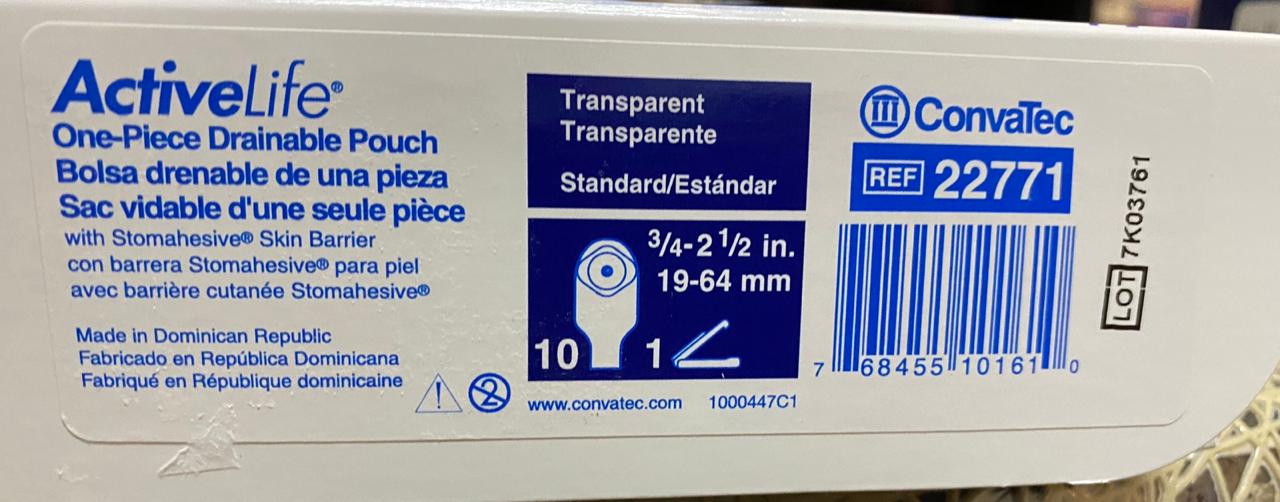 ActiveLife®
One-Piece Drainable Pouch
Bolsa drenable de una pieza
Sac vidable d'une seule pièce
with Stomahesive® Skin Barrier
con barrera Stomahesive® para piel
avec barrière cutanée Stomahesive®
Made in Dominican Republic
Fabricado en República Dominicana
Fabriqué en République dominicaine
2
Transparent
Transparente
Standard/Estándar
3/4-2 1/2 in.
19-64 mm
10
1
www.convatec.com 1000447C1
ConvaTec
REF 22771
7 68455 10161 0
LOT 7K03761